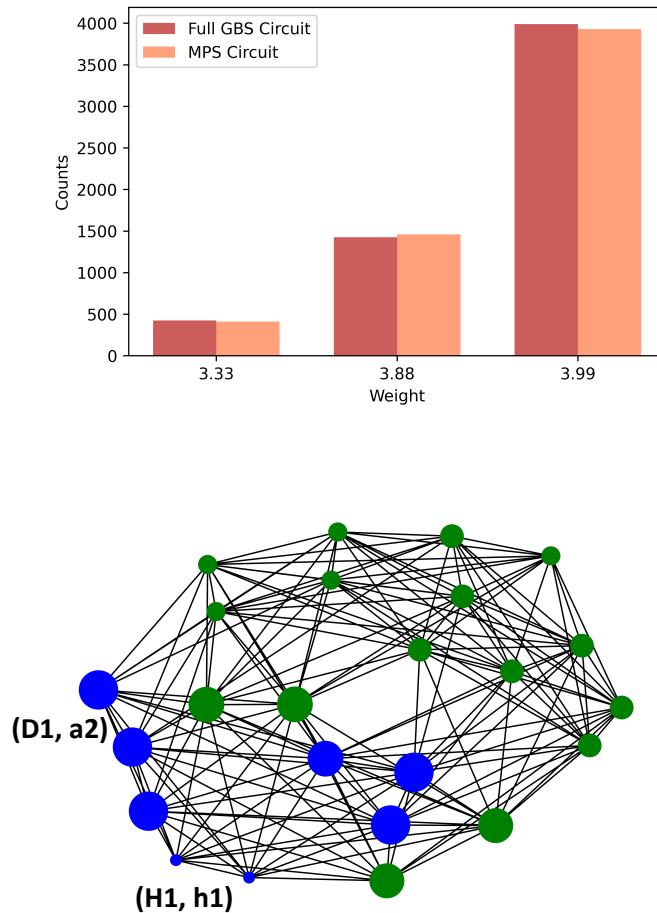 4000
3500
3000
2500
2000
1500
1000
500
0
Counts
Full GBS Circuit
MPS Circuit
3.33 3.88 3.99
Weight
(D1, a2)
(H1, h1)